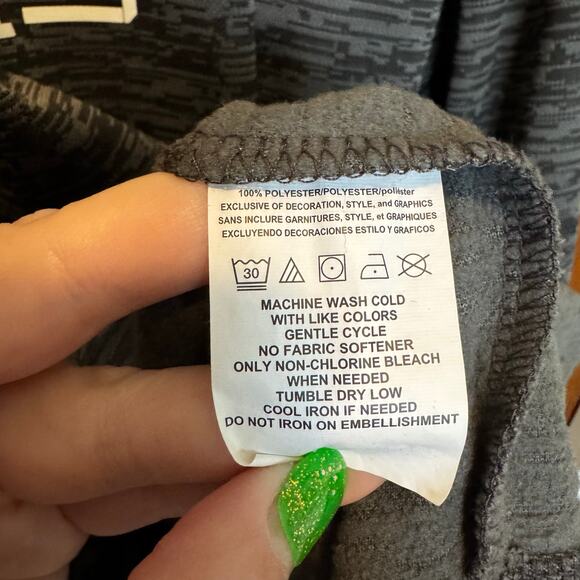 100% POLYESTER/POLYESTER/poliister
EXCLUSIVE OF DECORATION, STYLE, and GRAPHICS
SANS INCLURE GARNITURES, STYLE, et GRAPHIQUES
EXCLUYENDO DECORACIONES ESTILO Y GRAFICOS
30
MACHINE WASH COLD
WITH LIKE COLORS
GENTLE CYCLE
NO FABRIC SOFTENER
ONLY NON-CHLORINE BLEACH
WHEN NEEDED
TUMBLE DRY LOW
COOL IRON IF NEEDED
DO NOT IRON ON EMBELLISHMENT